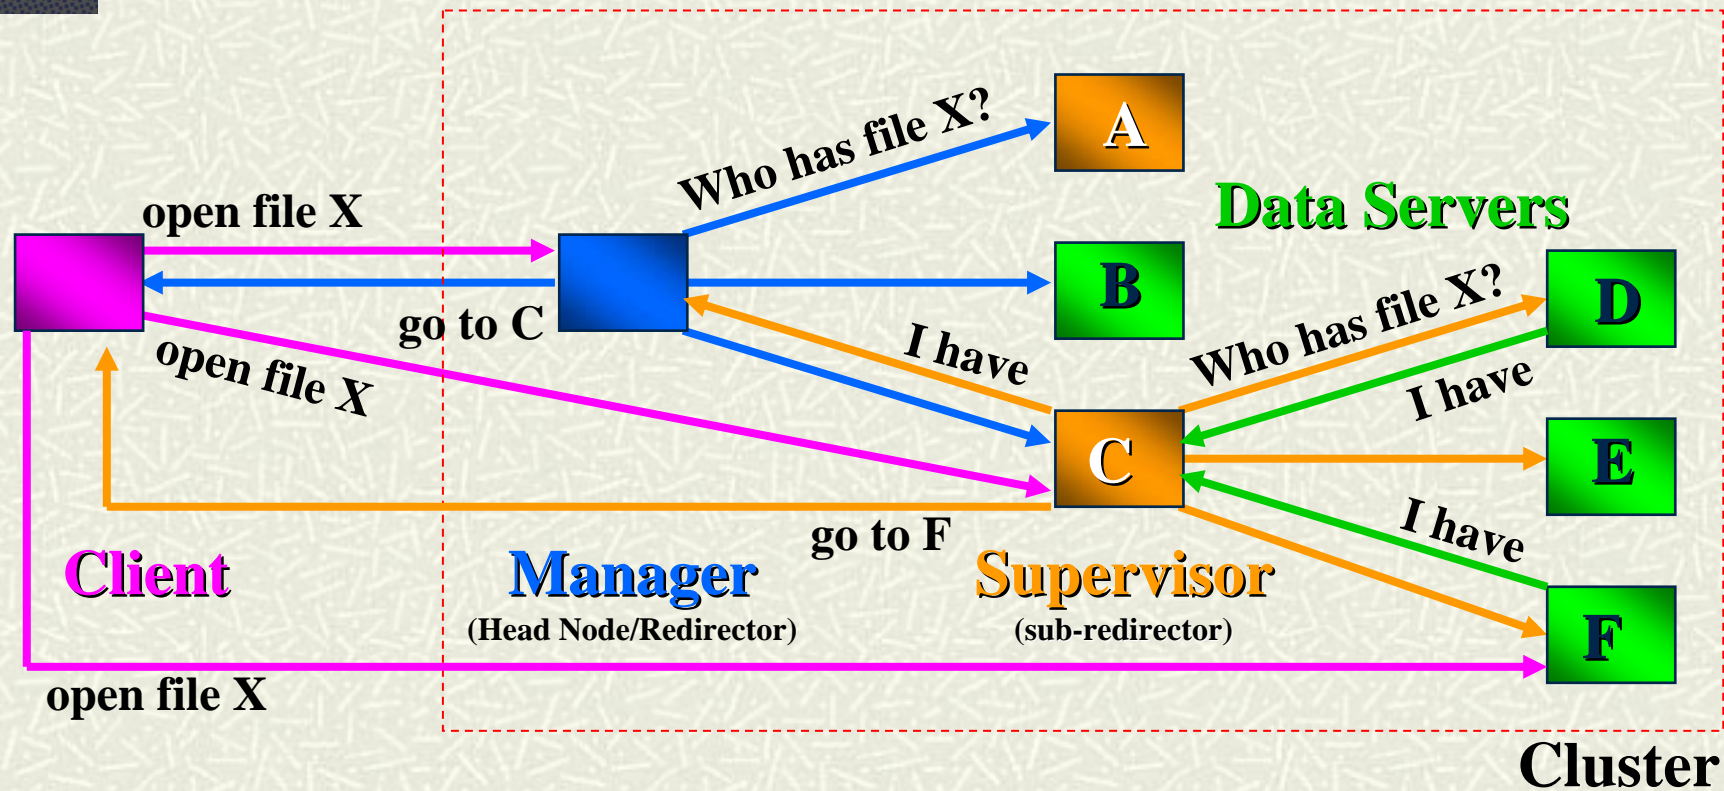 Who has file X?
A
open file X
Data Servers
B
D
Who has file X?
go to C
I have
open file X
I have
C
E
I have
go to F
Client
Manager
Supervisor
(Head Node/Redirector)
(sub-redirector)
F
open file X
Cluster